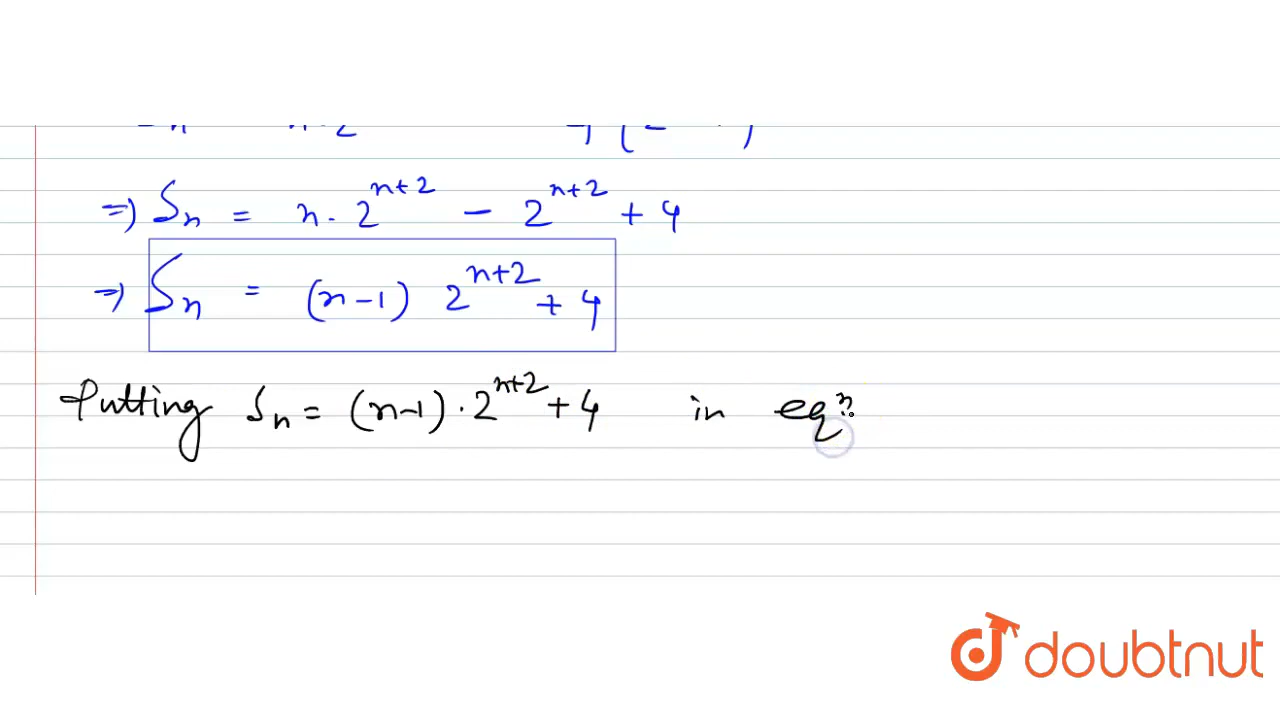 ⇒ Sn = n · 2^(n+2) − 2^(n+2) + 4
⇒ Sn = (n−1) 2^(n+2) + 4
Putting Sn = (n−1) · 2^(n+2) + 4 in eqⁿ:
doubtnut